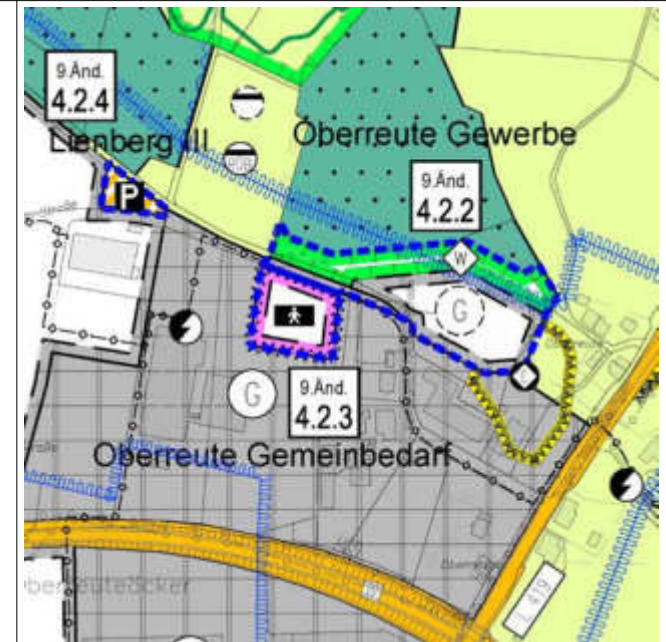 9.Änd.
4.2.4
Lienberg III
P
Oberreute Gewerbe
9.Änd.
4.2.2
W
G
G
9.Änd.
4.2.3
Oberreute Gemeinbedarf
L 419